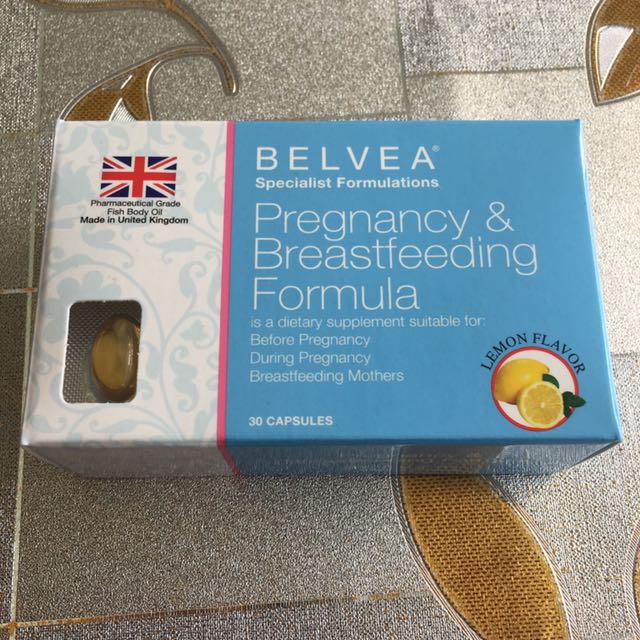 Pharmaceutical Grade
Fish Body Oil
Made in United Kingdom
BELVEA®
Specialist Formulations
Pregnancy &
Breastfeeding
Formula
is a dietary supplement suitable for:
Before Pregnancy
During Pregnancy
Breastfeeding Mothers
30 CAPSULES
LEMON FLAVOR